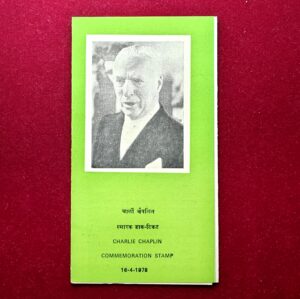 चार्ली चैपलिन
स्मारक डाक-टिकट
CHARLIE CHAPLIN
COMMEMORATION STAMP
16-4-1978